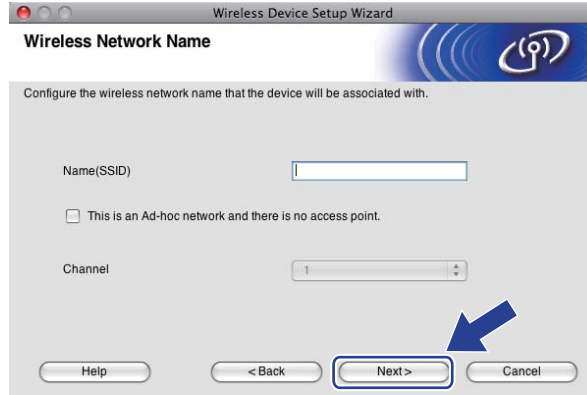 Wireless Device Setup Wizard
Wireless Network Name
Configure the wireless network name that the device will be associated with.
Name(SSID)
This is an Ad-hoc network and there is no access point.
Channel
1
Help
< Back
Next >
Cancel